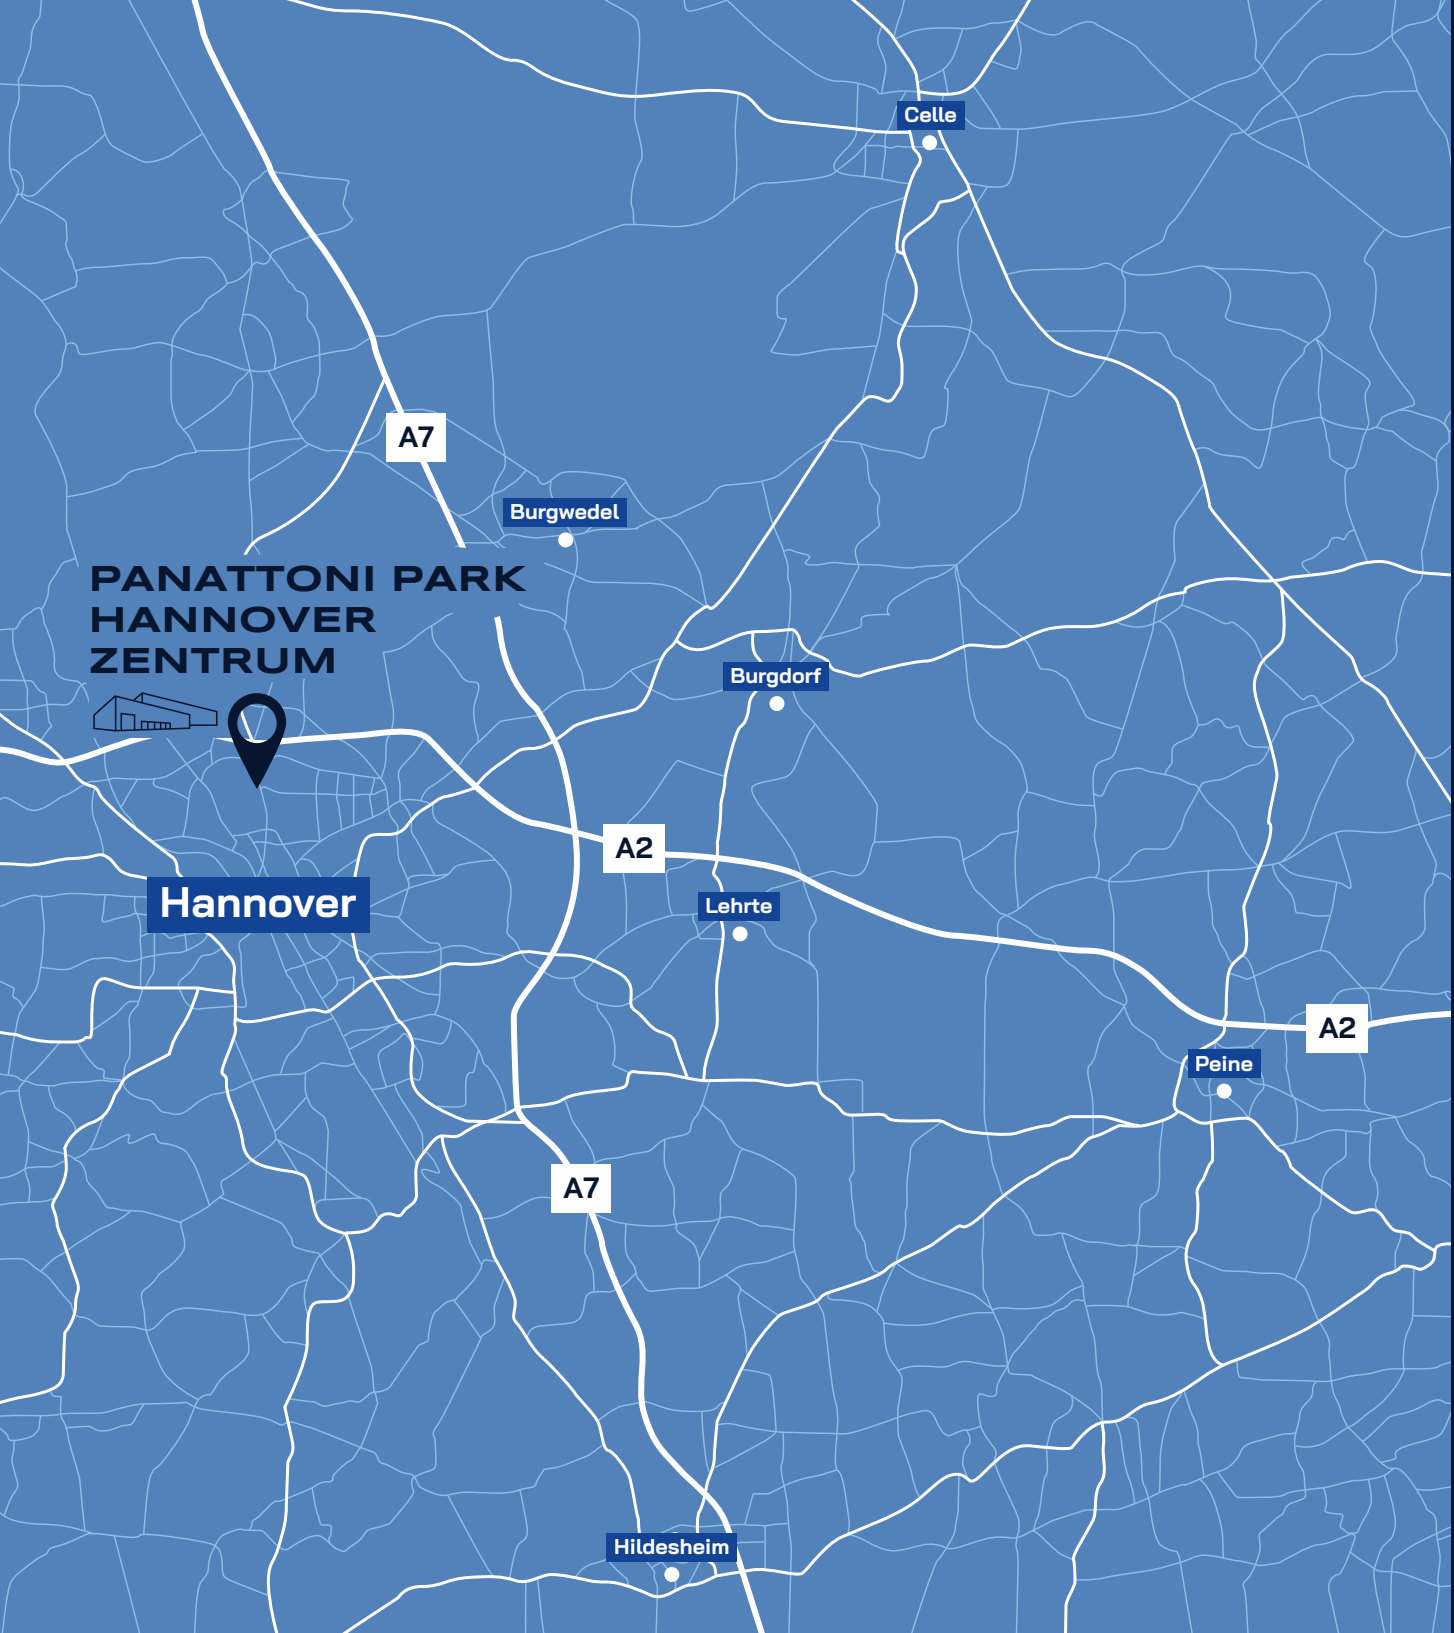 Celle
A7
Burgwedel
PANATTONI PARK
HANNOVER
ZENTRUM
Burgdorf
A2
Hannover
Lehrte
A2
Peine
A7
Hildesheim